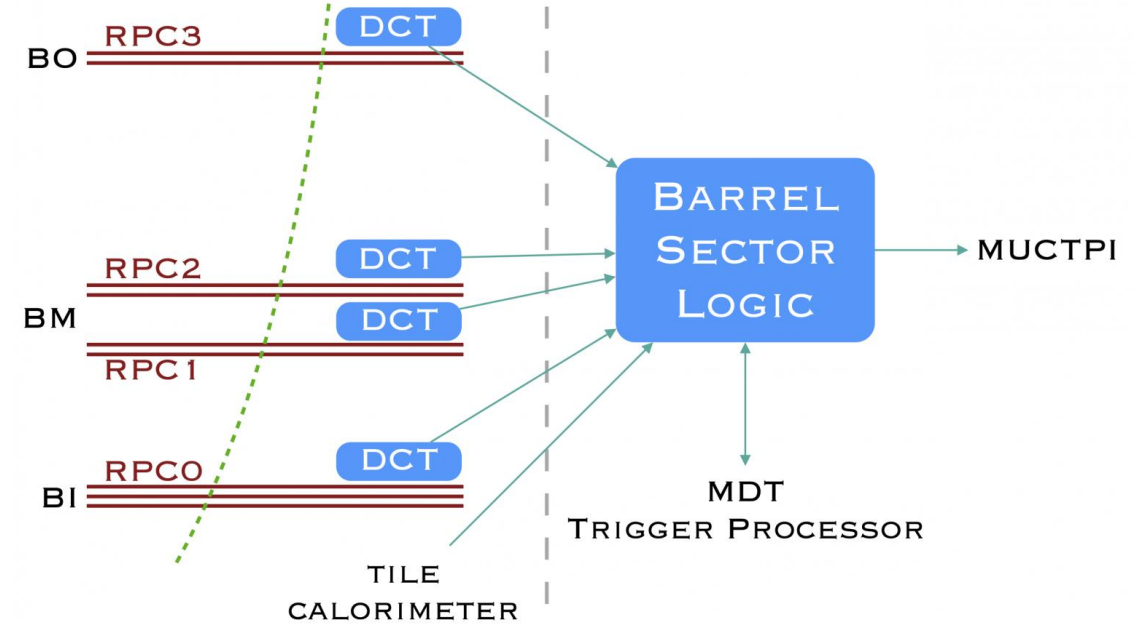 RPC3
DCT
BO
BARREL
SECTOR
LOGIC
MUCTPI
RPC2
DCT
BM
DCT
RPC1
RPC0
DCT
BI
MDT
TRIGGER PROCESSOR
TILE
CALORIMETER